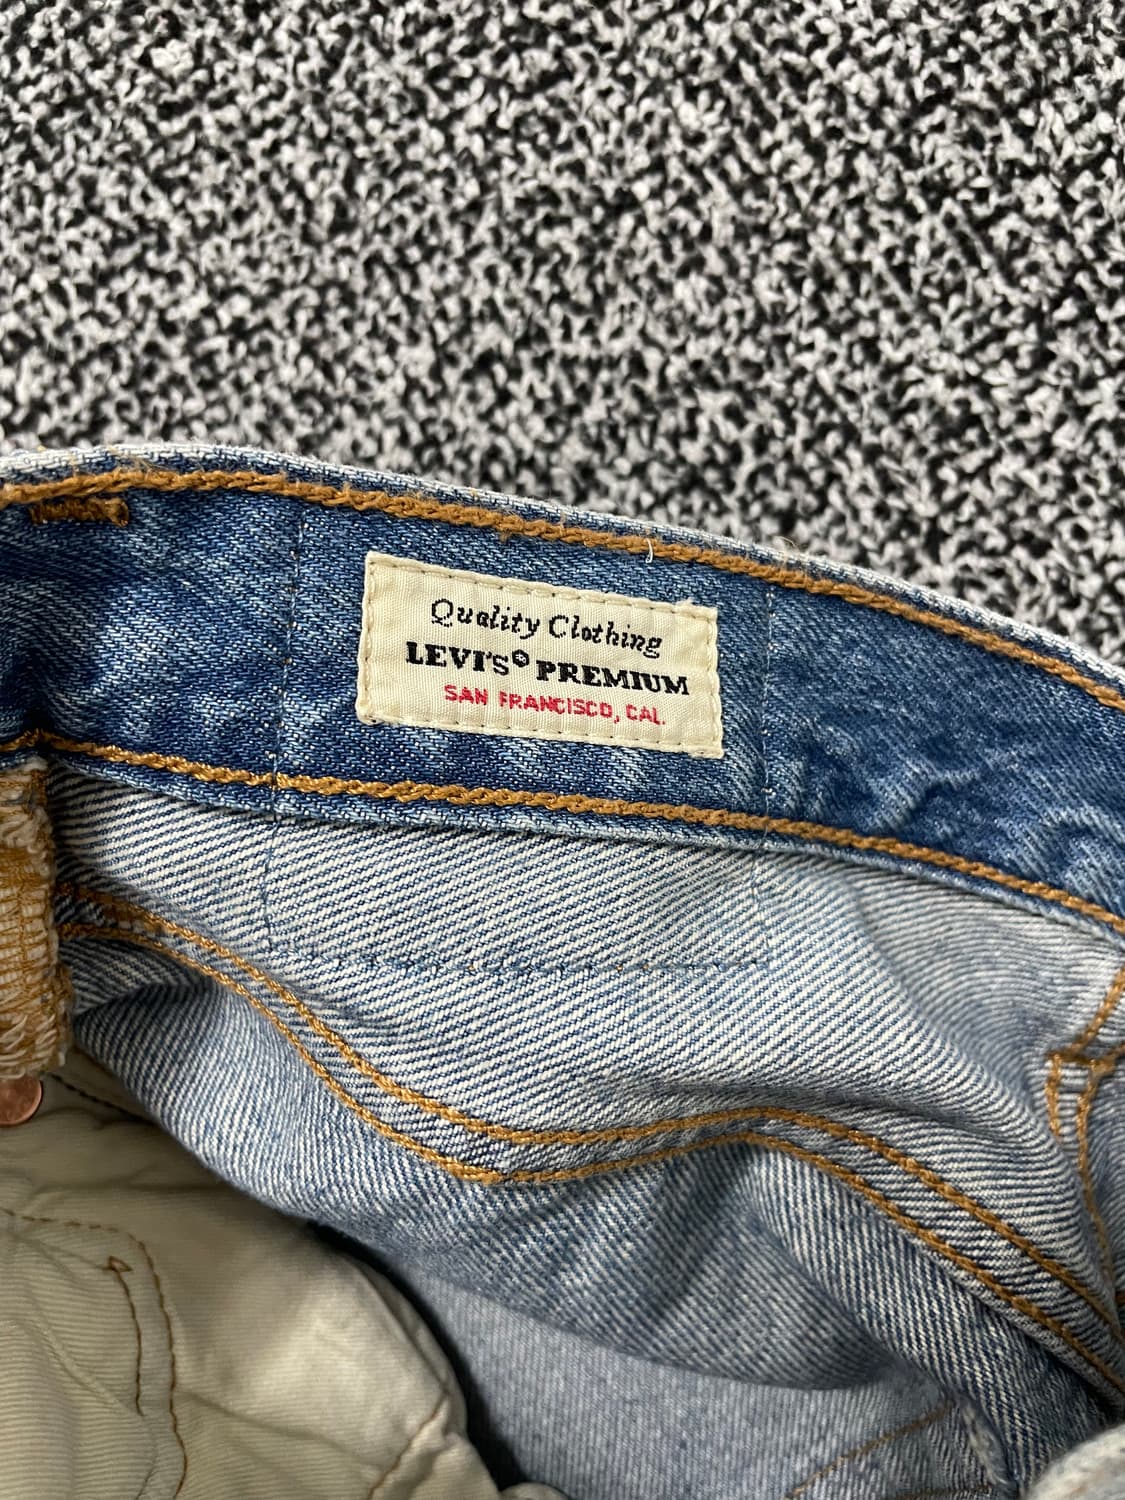 Quality Clothing
LEVI'S® PREMIUM
SAN FRANCISCO, CAL.